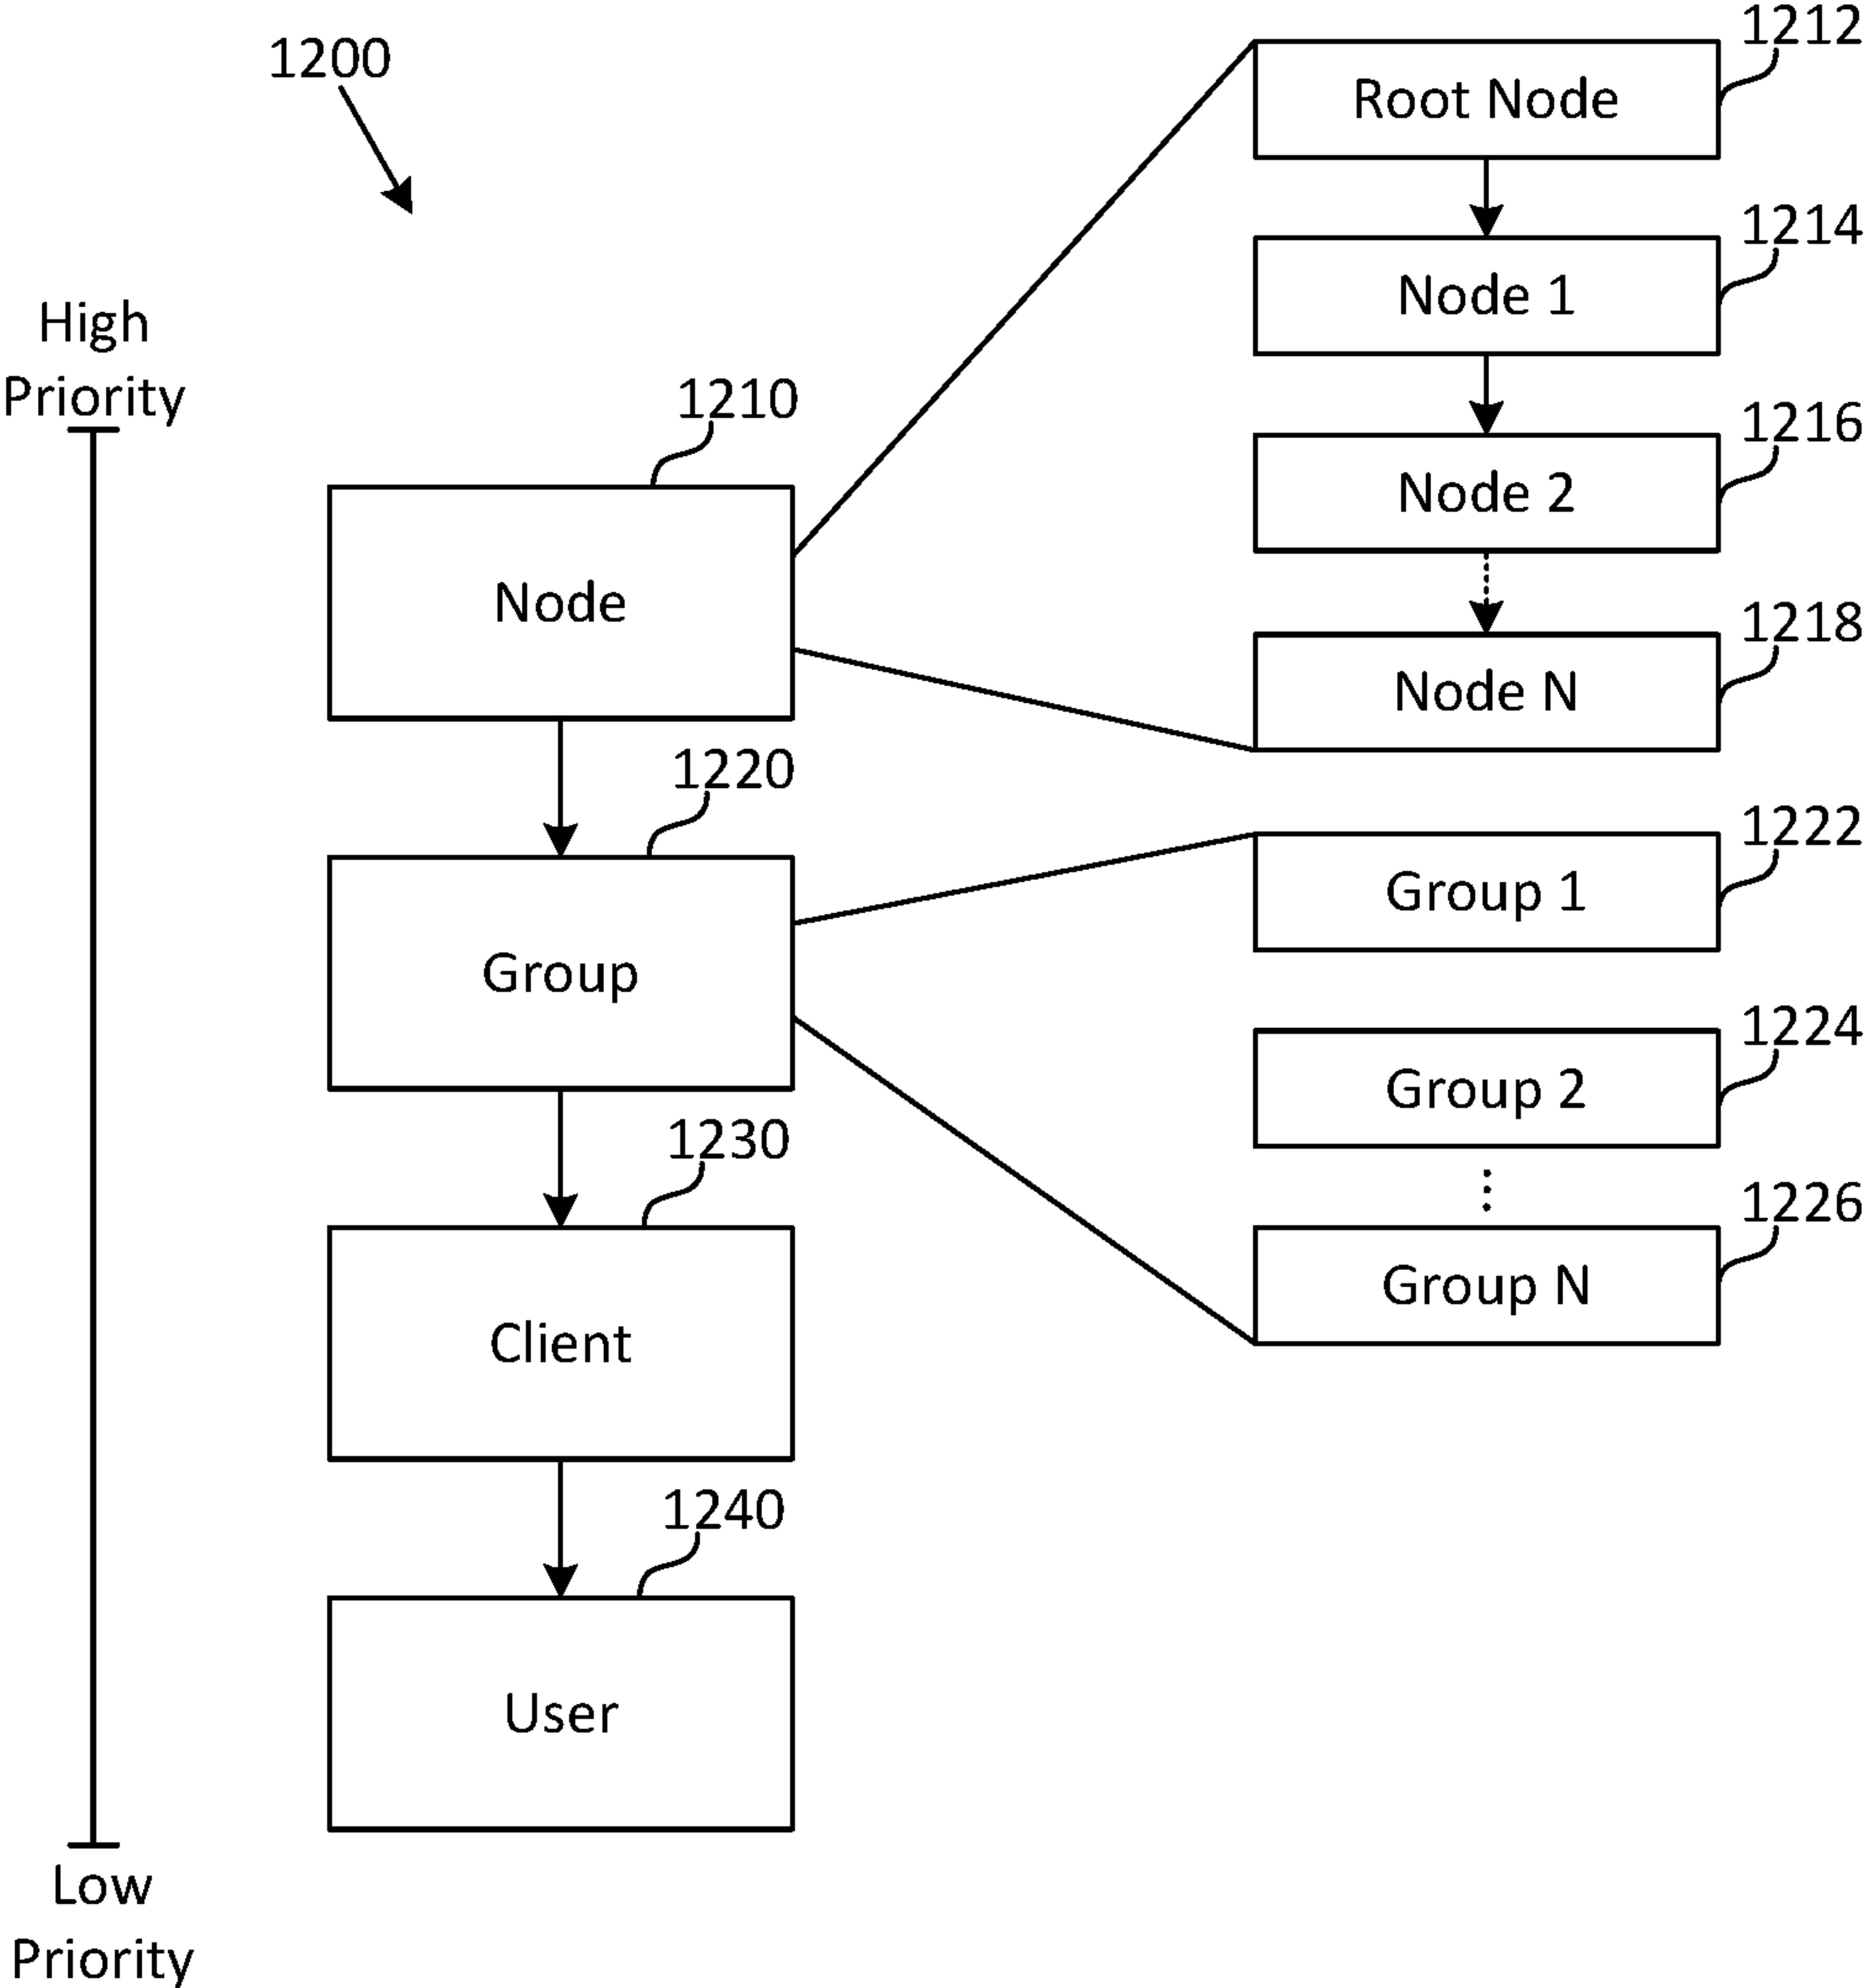 1200
High
Priority
1210
Node
1220
Group
1230
Client
1240
User
Low
Priority
1212
Root Node
1214
Node 1
1216
Node 2
1218
Node N
1222
Group 1
1224
Group 2
1226
Group N